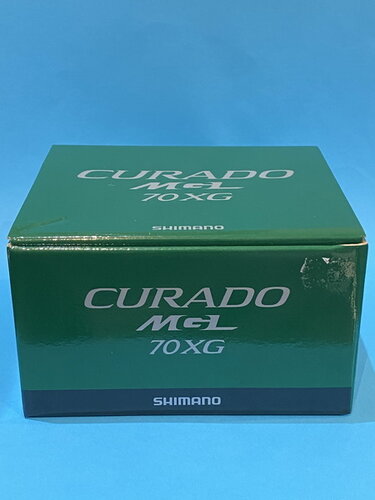 CURADO
MGL
70XG
SHIMANO
CURADO
MGL
70XG
SHIMANO